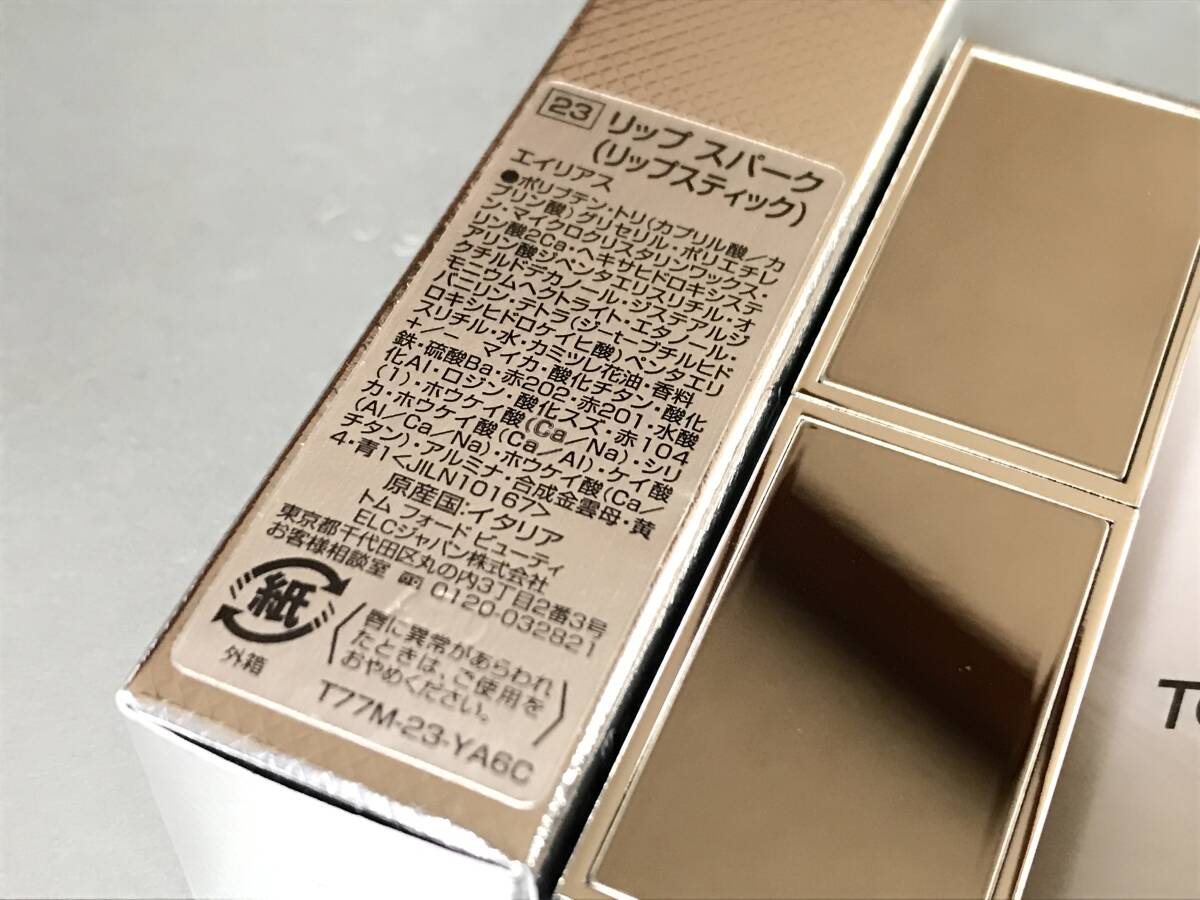 23 リップ スパーク
(リップスティック)
エイリアス
●ポリブテン・トリ(カプリル酸/カ
プリン酸)グリセリル・ポリエチレ
ン・マイクロクリスタリンワックス・
リン酸2Ca・ヘキサヒドロキシステ
アリン酸ジペンタエリスリチル・オ
クチルドデカノール・ジステアルジ
モニウムヘクトライト・エタノール・
バニリン・テトラ(ジ-t-ブチルヒド
ロキシヒドロケイヒ酸)ペンタエリ
スリチル・水・カミツレ花油・香料
+/- マイカ・酸化チタン・酸化
鉄・硫酸Ba・赤202・赤201・水酸
化Al・ロジン・酸化スズ・赤104
(1)・ホウケイ酸(Ca/Na)・シリ
カ・ホウケイ酸(Ca/Al)・ケイ酸
(Al/Ca/Na)・ホウケイ酸(Ca/
チタン)・アルミナ・合成金雲母・黄
4・青1<JILN10167>
原産国:イタリア
トム フォード ビューティ
ELCジャパン株式会社
東京都千代田区丸の内3丁目2番3号
お客様相談室 0120-032821
紙
外箱
唇に異常があらわれ
たときは、ご使用を
おやめください。
T77M-23-YA6C